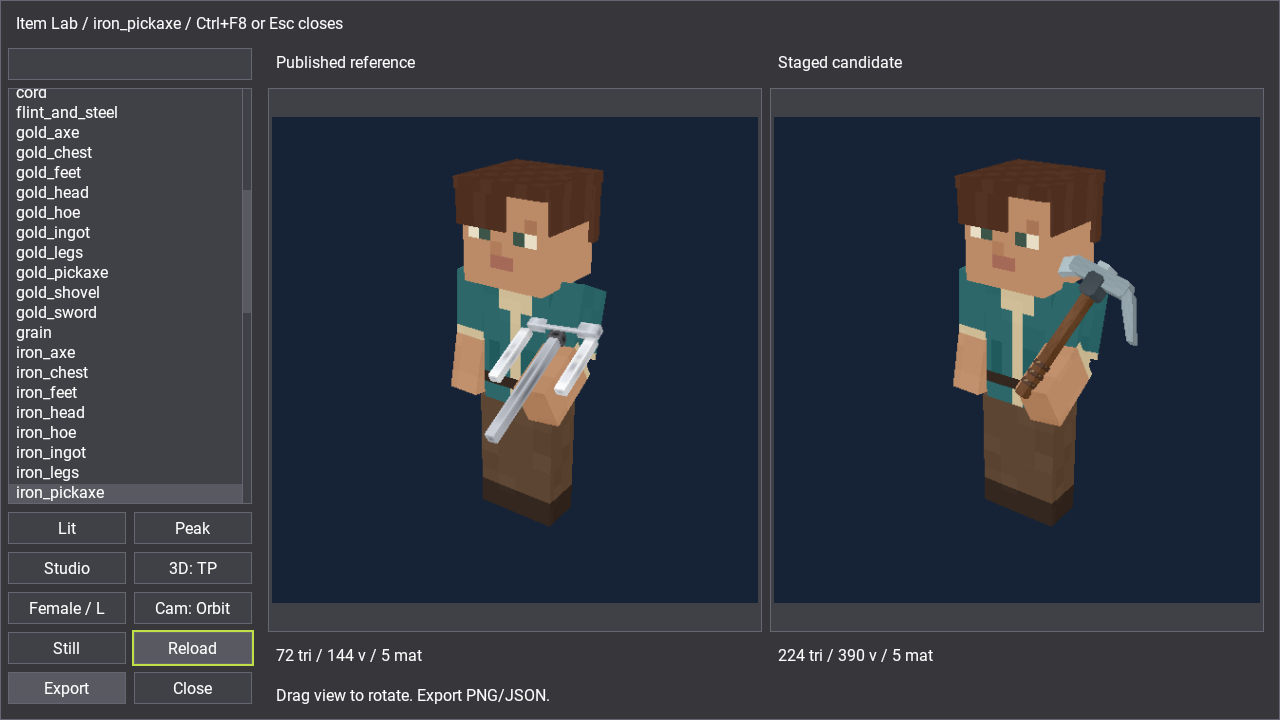 Item Lab / iron_pickaxe / Ctrl+F8 or Esc closes
Published reference
Staged candidate
cord
flint_and_steel
gold_axe
gold_chest
gold_feet
gold_head
gold_hoe
gold_ingot
gold_legs
gold_pickaxe
gold_shovel
gold_sword
grain
iron_axe
iron_chest
iron_feet
iron_head
iron_hoe
iron_ingot
iron_legs
iron_pickaxe
Lit
Peak
Studio
3D: TP
Female / L
Cam: Orbit
Still
Reload
Export
Close
72 tri / 144 v / 5 mat
224 tri / 390 v / 5 mat
Drag view to rotate. Export PNG/JSON.